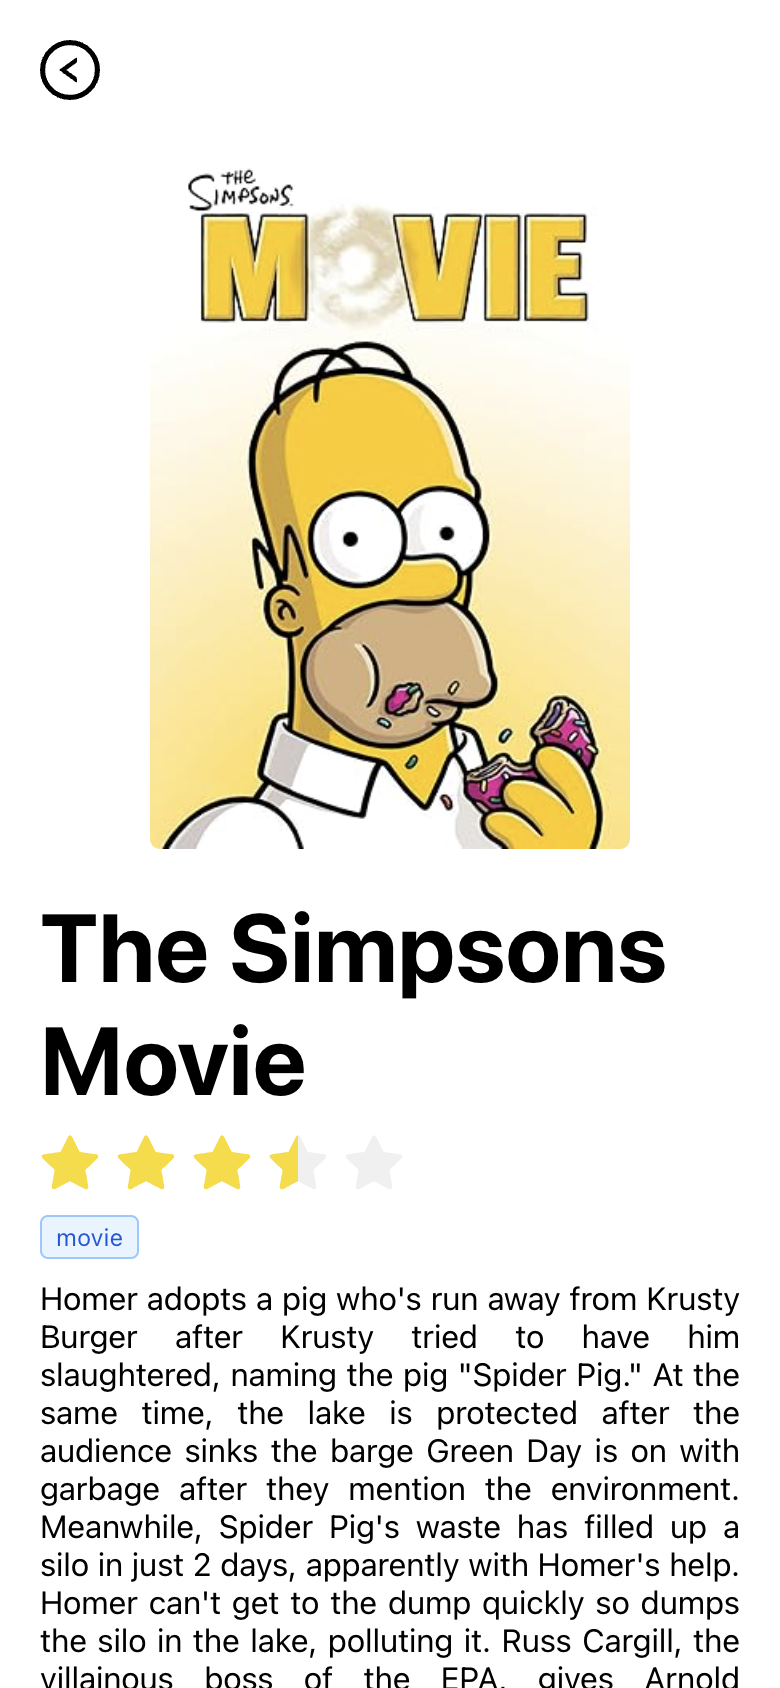 THE
SIMPSONS
MOVIE
The Simpsons
Movie
movie
Homer adopts a pig who's run away from Krusty
Burger after Krusty tried to have him
slaughtered, naming the pig "Spider Pig." At the
same time, the lake is protected after the
audience sinks the barge Green Day is on with
garbage after they mention the environment.
Meanwhile, Spider Pig's waste has filled up a
silo in just 2 days, apparently with Homer's help.
Homer can't get to the dump quickly so dumps
the silo in the lake, polluting it. Russ Cargill, the
villainous boss of the EPA, gives Arnold